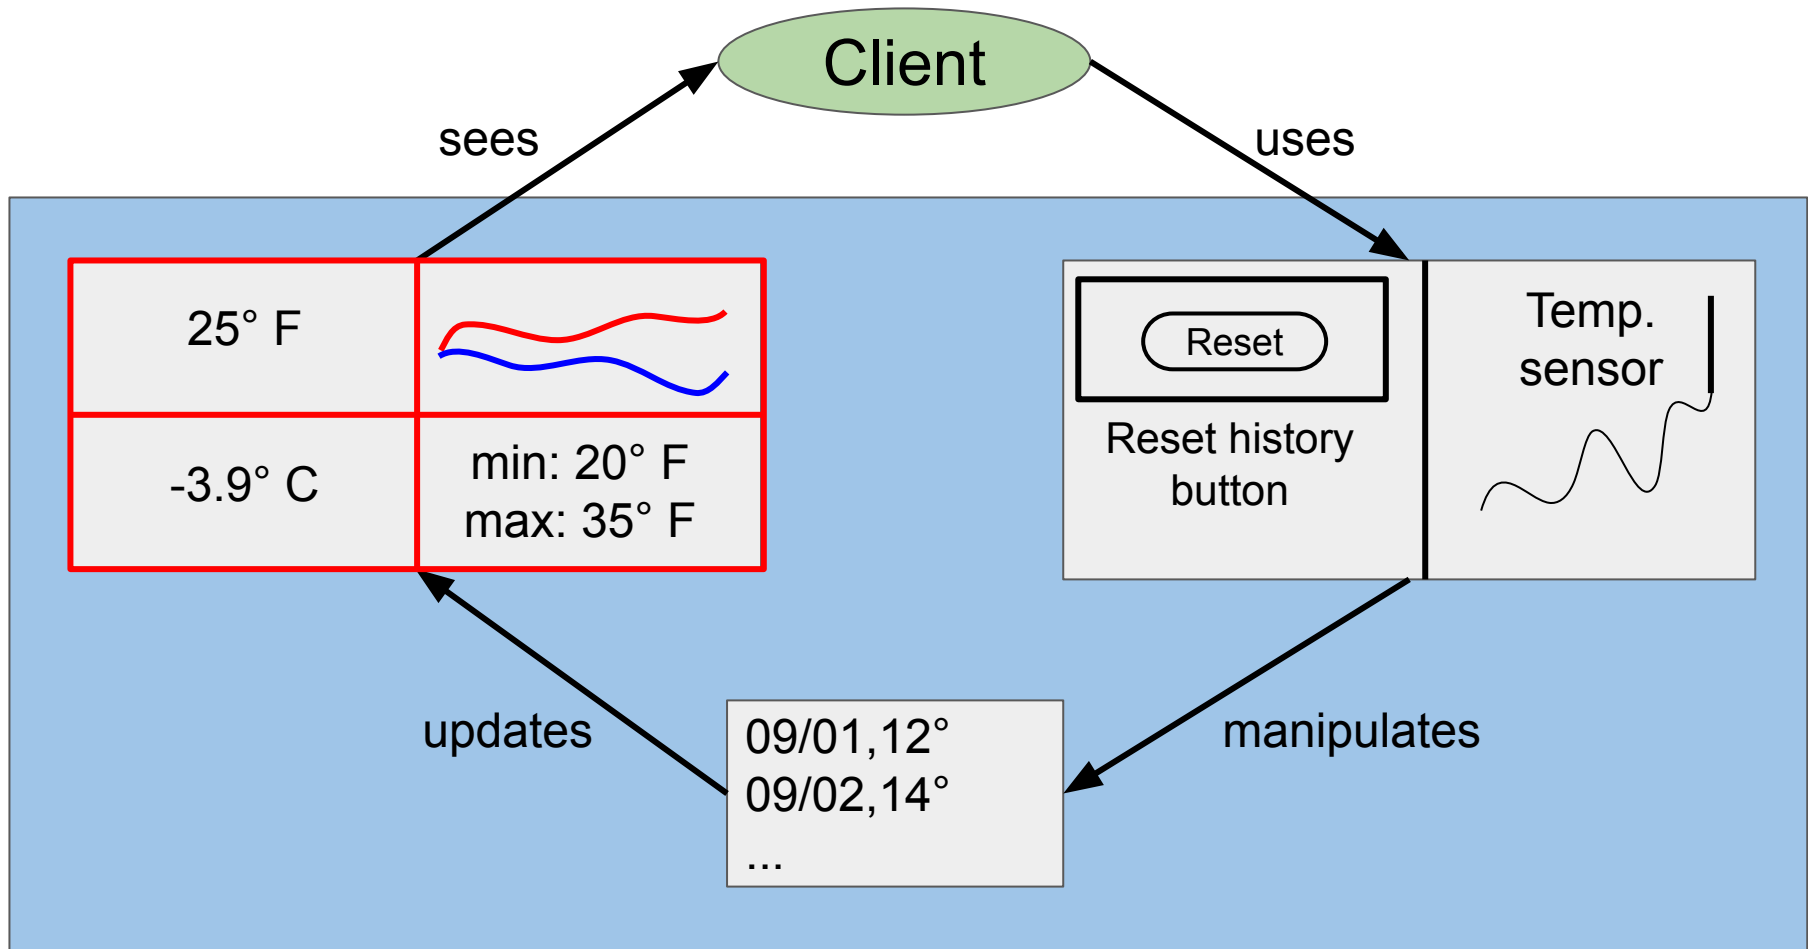 Client
sees
uses
25° F
-3.9° C
min: 20° F
max: 35° F
Reset
Reset history
button
Temp.
sensor
updates
manipulates
09/01,12°
09/02,14°
...